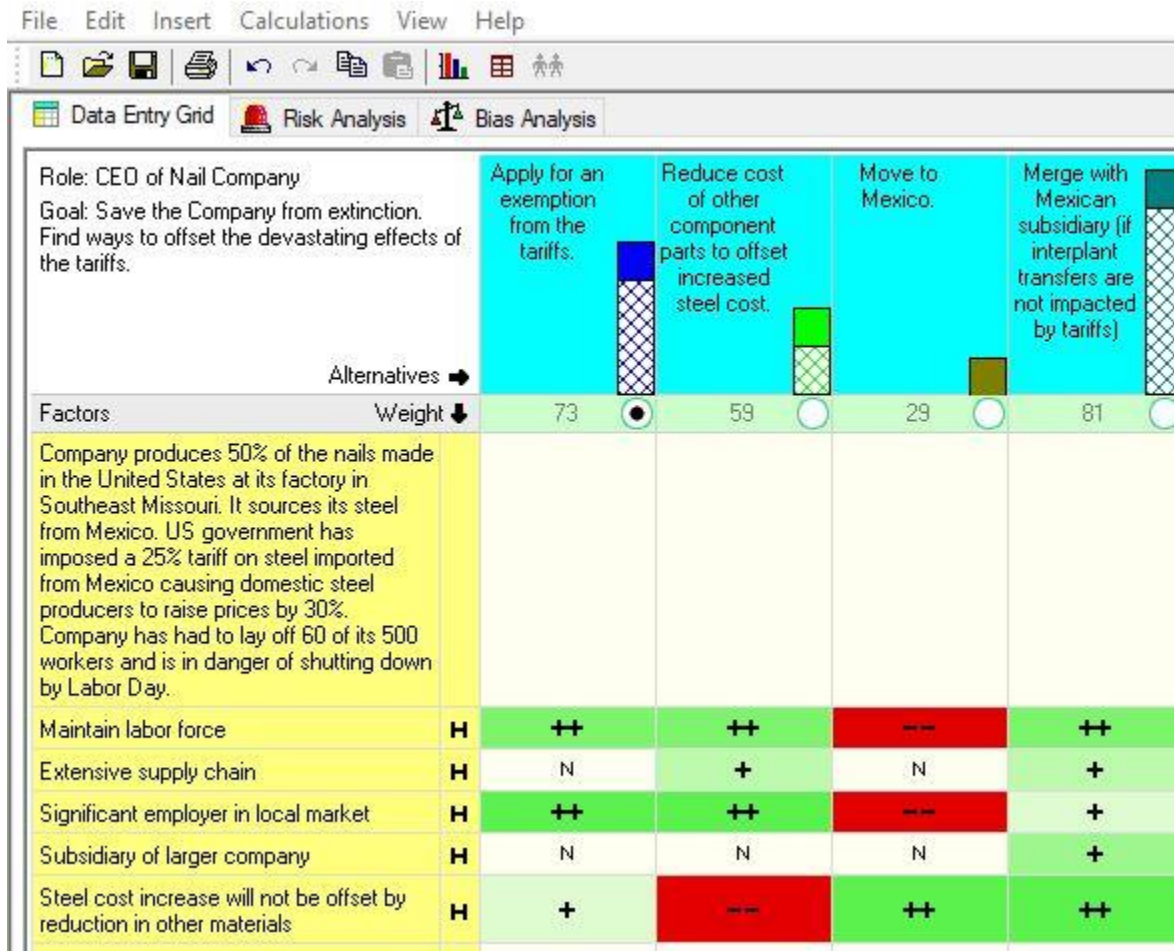 File Edit Insert Calculations View Help
Data Entry Grid Risk Analysis Bias Analysis
Role: CEO of Nail Company
Goal: Save the Company from extinction.
Find ways to offset the devastating effects of
the tariffs.
Alternatives
Apply for an
exemption
from the
tariffs.
Reduce cost
of other
component
parts to offset
increased
steel cost.
Move to
Mexico.
Merge with
Mexican
subsidiary (if
interplant
transfers are
not impacted
by tariffs)
Factors Weight 73 59 29 81
Company produces 50% of the nails made
in the United States at its factory in
Southeast Missouri. It sources its steel
from Mexico. US government has
imposed a 25% tariff on steel imported
from Mexico causing domestic steel
producers to raise prices by 30%.
Company has had to lay off 60 of its 500
workers and is in danger of shutting down
by Labor Day.
Maintain labor force H ++ ++ -- ++
Extensive supply chain H N + N +
Significant employer in local market H ++ ++ -- +
Subsidiary of larger company H N N N +
Steel cost increase will not be offset by
reduction in other materials H + -- ++ ++